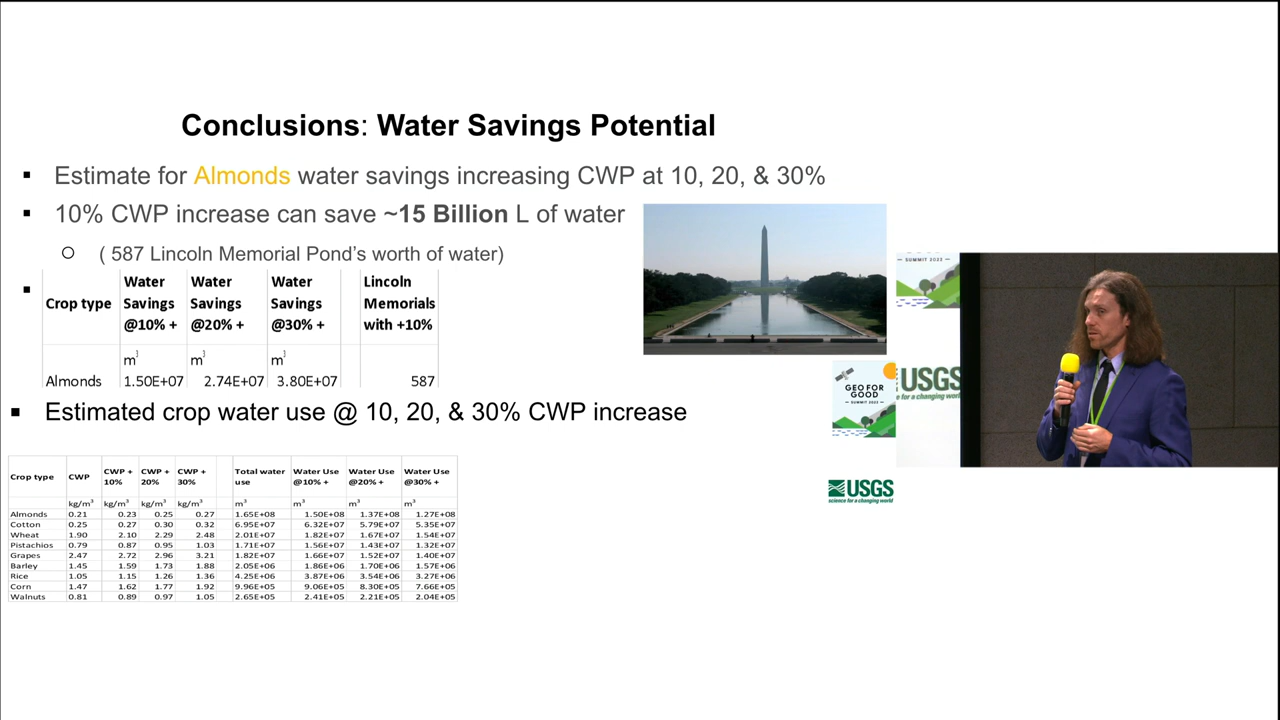 Conclusions: Water Savings Potential
▪ Estimate for Almonds water savings increasing CWP at 10, 20, & 30%
▪ 10% CWP increase can save ~15 Billion L of water
○ ( 587 Lincoln Memorial Pond's worth of water)
▪
Crop type Water Savings @10% + Water Savings @20% + Water Savings @30% + Lincoln Memorials with +10%
m³ m³ m³
Almonds 1.50E+07 2.74E+07 3.80E+07 587
▪ Estimated crop water use @ 10, 20, & 30% CWP increase
Crop type CWP CWP + 10% CWP + 20% CWP + 30% Total water use Water Use @10% + Water Use @20% + Water Use @30% +
kg/m³ kg/m³ kg/m³ kg/m³ m³ m³ m³ m³
Almonds 0.21 0.23 0.25 0.27 1.65E+08 1.50E+08 1.37E+08 1.27E+08
Cotton 0.25 0.27 0.30 0.32 6.95E+07 6.32E+07 5.79E+07 5.35E+07
Wheat 1.90 2.10 2.29 2.48 2.01E+07 1.82E+07 1.67E+07 1.54E+07
Pistachios 0.79 0.87 0.95 1.03 1.71E+07 1.56E+07 1.43E+07 1.32E+07
Grapes 2.47 2.72 2.96 3.21 1.82E+07 1.66E+07 1.52E+07 1.40E+07
Barley 1.45 1.59 1.73 1.88 2.05E+06 1.86E+06 1.70E+06 1.57E+06
Rice 1.05 1.15 1.26 1.36 4.25E+06 3.87E+06 3.54E+06 3.27E+06
Corn 1.47 1.62 1.77 1.92 9.96E+05 9.06E+05 8.30E+05 7.66E+05
Walnuts 0.81 0.89 0.97 1.05 2.65E+05 2.41E+05 2.21E+05 2.04E+05
— SUMMIT 2022 —
GEO FOR
GOOD
— SUMMIT 2022 —
USGS
e for a changing worl
USGS
science for a changing world